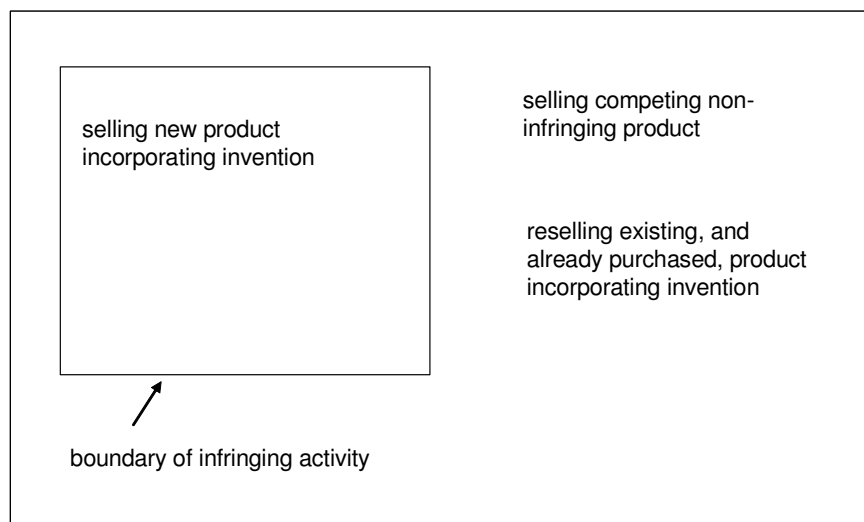 selling new product
incorporating invention
selling competing non-
infringing product
reselling existing, and
already purchased, product
incorporating invention
boundary of infringing activity